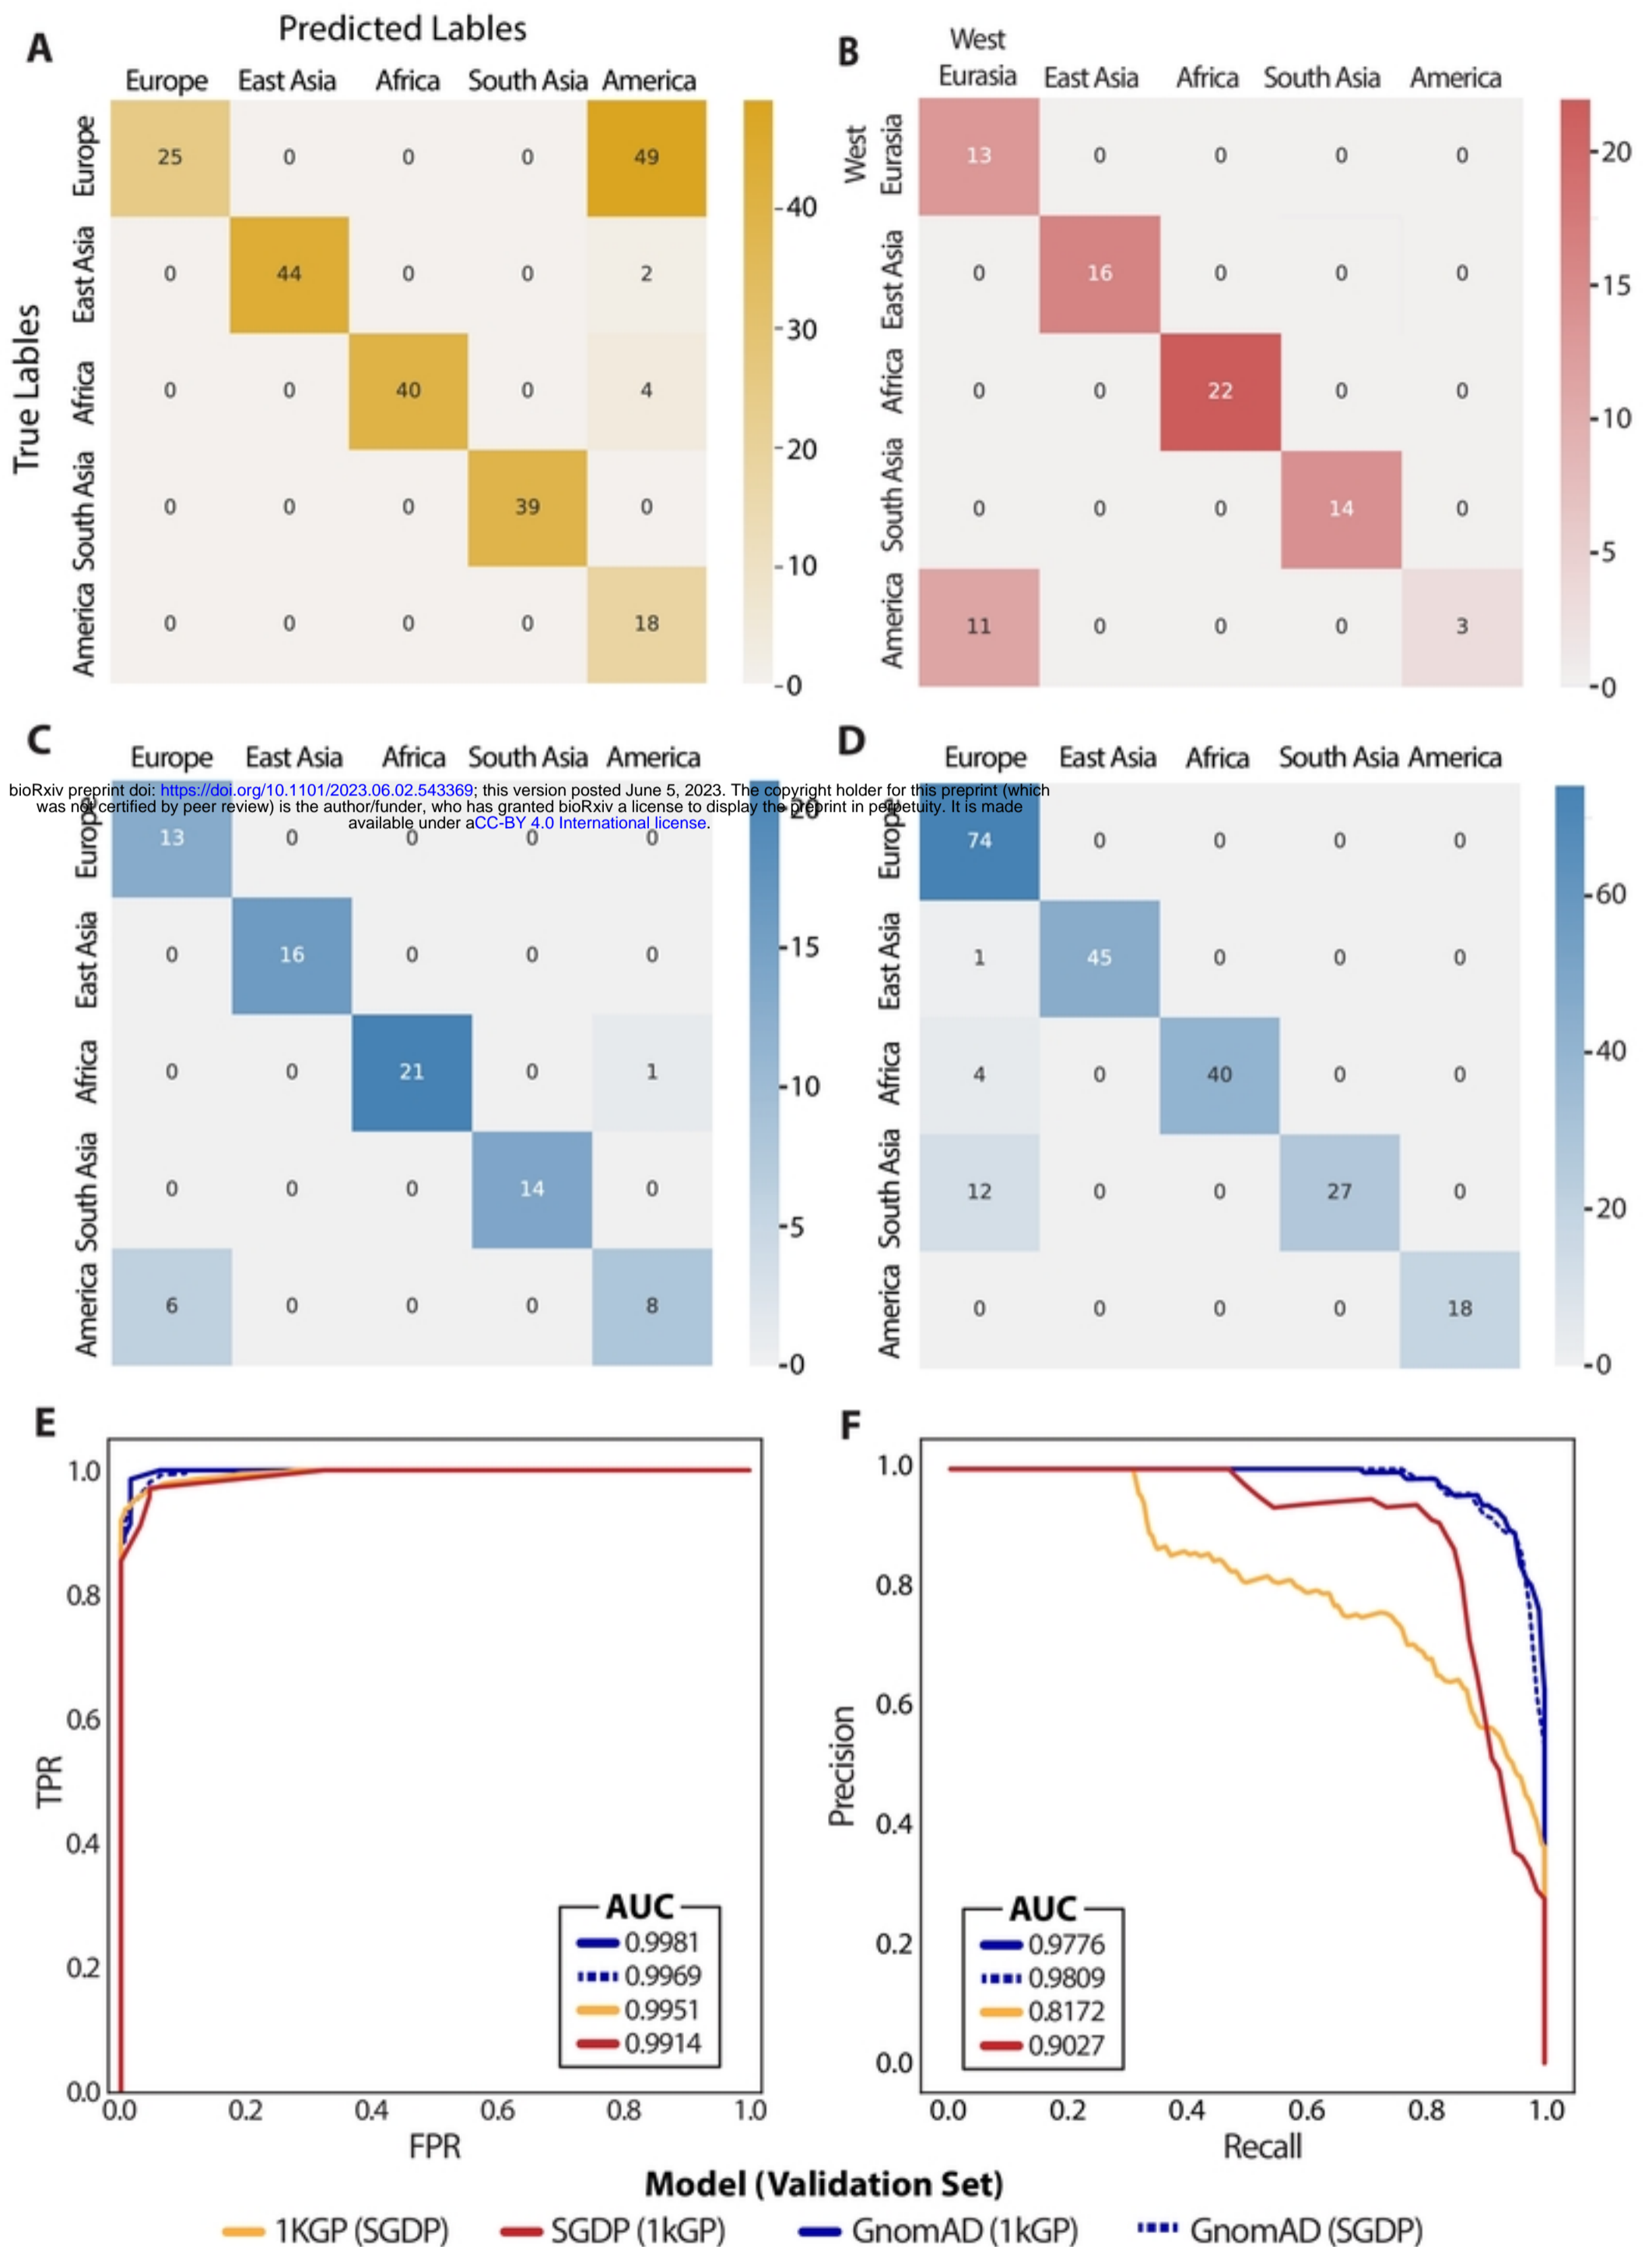 A
Predicted Lables
Europe East Asia Africa South Asia America
True Lables
Europe 25 0 0 0 49
East Asia 0 44 0 0 2
Africa 0 0 40 0 4
South Asia 0 0 0 39 0
America 0 0 0 0 18
40
30
20
10
0
B
West
Eurasia East Asia Africa South Asia America
West
Eurasia 13 0 0 0 0
East Asia 0 16 0 0 0
Africa 0 0 22 0 0
South Asia 0 0 0 14 0
America 11 0 0 0 3
20
15
10
5
0
C
Europe East Asia Africa South Asia America
bioRxiv preprint doi: https://doi.org/10.1101/2023.06.02.543369; this version posted June 5, 2023. The copyright holder for this preprint (which
was not certified by peer review) is the author/funder, who has granted bioRxiv a license to display the preprint in perpetuity. It is made
available under aCC-BY 4.0 International license.
Europe 13 0 0 0 0
East Asia 0 16 0 0 0
Africa 0 0 21 0 1
South Asia 0 0 0 14 0
America 6 0 0 0 8
20
15
10
5
0
D
Europe East Asia Africa South Asia America
Europe 74 0 0 0 0
East Asia 1 45 0 0 0
Africa 4 0 40 0 0
South Asia 12 0 0 27 0
America 0 0 0 0 18
60
40
20
0
E
TPR
1.0
0.8
0.6
0.4
0.2
0.0
AUC
0.9981
0.9969
0.9951
0.9914
0.0 0.2 0.4 0.6 0.8 1.0
FPR
F
Precision
1.0
0.8
0.6
0.4
0.2
0.0
AUC
0.9776
0.9809
0.8172
0.9027
0.0 0.2 0.4 0.6 0.8 1.0
Recall
Model (Validation Set)
1KGP (SGDP) SGDP (1kGP) GnomAD (1kGP) GnomAD (SGDP)